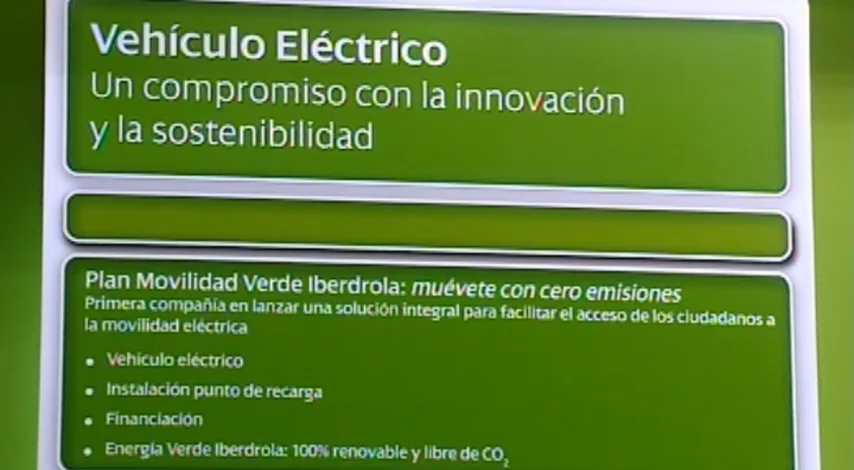 Vehículo Eléctrico
Un compromiso con la innovación
y la sostenibilidad
Plan Movilidad Verde Iberdrola: muévete con cero emisiones
Primera compañía en lanzar una solución integral para facilitar el acceso de los ciudadanos a
la movilidad eléctrica
• Vehículo eléctrico
• Instalación punto de recarga
• Financiación
• Energía Verde Iberdrola: 100% renovable y libre de CO₂